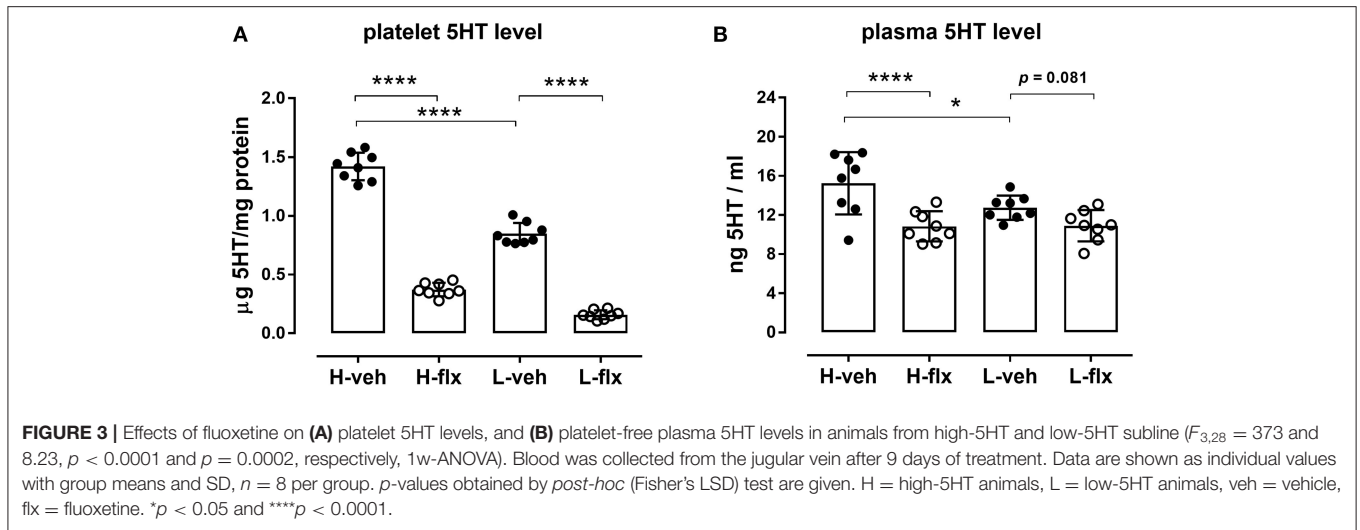 A platelet 5HT level
**** ****
****
µg 5HT/mg protein
2.0
1.5
1.0
0.5
0.0
H-veh H-flx L-veh L-flx
B plasma 5HT level
**** p = 0.081
*
ng 5HT / ml
24
20
16
12
8
4
0
H-veh H-flx L-veh L-flx
FIGURE 3 | Effects of fluoxetine on (A) platelet 5HT levels, and (B) platelet-free plasma 5HT levels in animals from high-5HT and low-5HT subline (F3,28 = 373 and
8.23, p < 0.0001 and p = 0.0002, respectively, 1w-ANOVA). Blood was collected from the jugular vein after 9 days of treatment. Data are shown as individual values
with group means and SD, n = 8 per group. p-values obtained by post-hoc (Fisher's LSD) test are given. H = high-5HT animals, L = low-5HT animals, veh = vehicle,
flx = fluoxetine. *p < 0.05 and ****p < 0.0001.